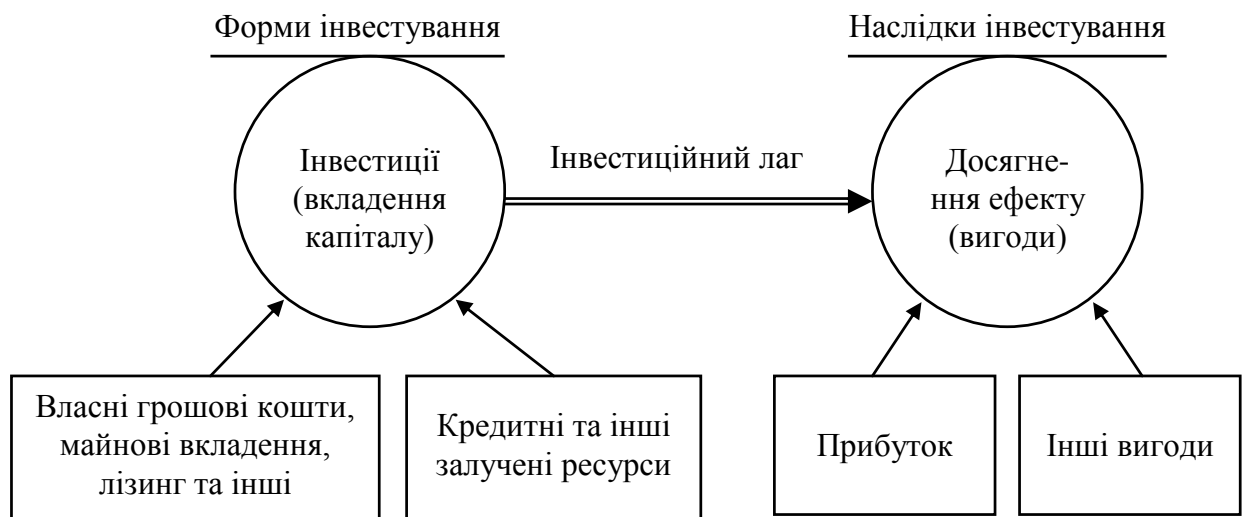 Форми інвестування
Наслідки інвестування
Інвестиції
(вкладення
капіталу)
Інвестиційний лаг
Досягне-
ння ефекту
(вигоди)
Власні грошові кошти,
майнові вкладення,
лізинг та інші
Кредитні та інші
залучені ресурси
Прибуток
Інші вигоди